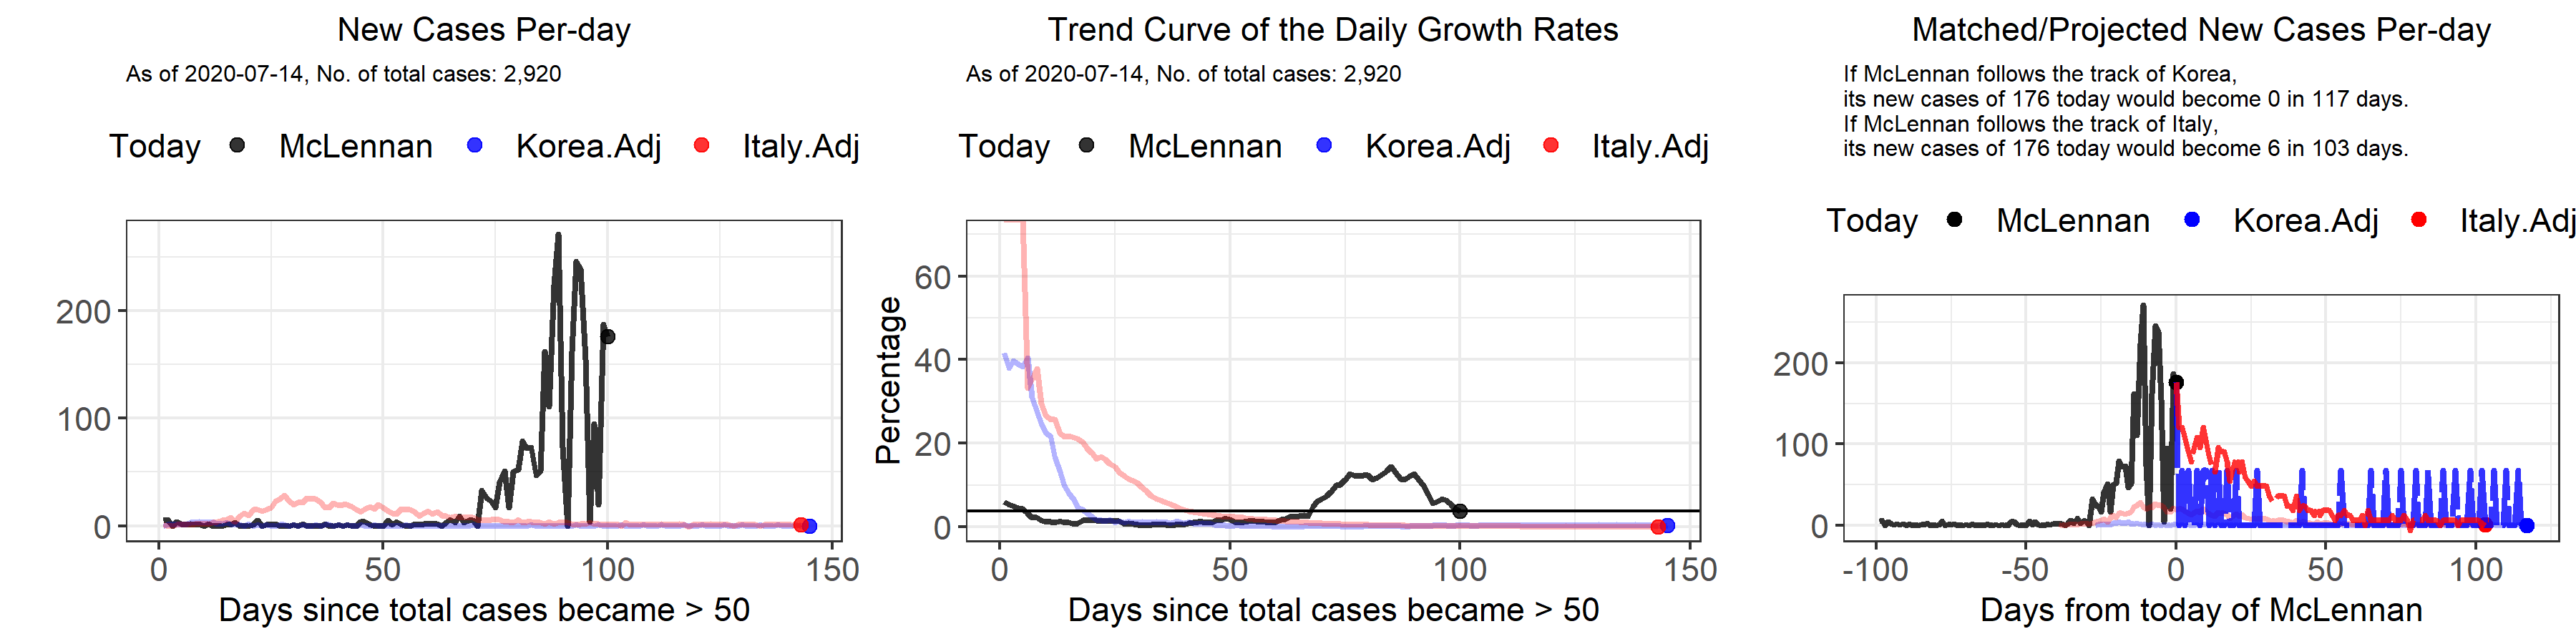 New Cases Per-day
As of 2020-07-14, No. of total cases: 2,920
Today McLennan Korea.Adj Italy.Adj
200
100
0
0 50 100 150
Days since total cases became > 50
Trend Curve of the Daily Growth Rates
As of 2020-07-14, No. of total cases: 2,920
Today McLennan Korea.Adj Italy.Adj
Percentage
60
40
20
0
0 50 100 150
Days since total cases became > 50
Matched/Projected New Cases Per-day
If McLennan follows the track of Korea,
its new cases of 176 today would become 0 in 117 days.
If McLennan follows the track of Italy,
its new cases of 176 today would become 6 in 103 days.
Today McLennan Korea.Adj Italy.Adj
200
100
0
-100 -50 0 50 100
Days from today of McLennan